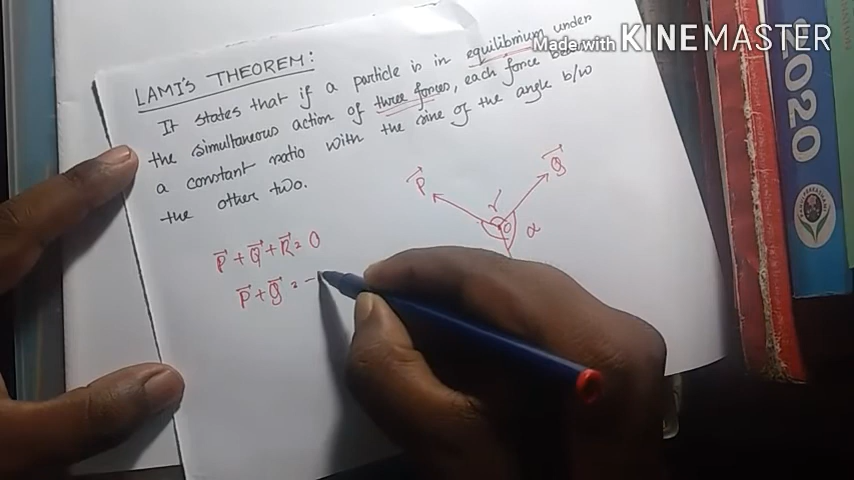 Made with KINEMASTER
LAMI'S THEOREM:
It states that if a particle is in equilibrium under
the simultaneous action of three forces, each force
a constant ratio with the sine of the angle b/w
the other two.
P Q
γ O α
P + Q + R = 0
P + Q = -
2020